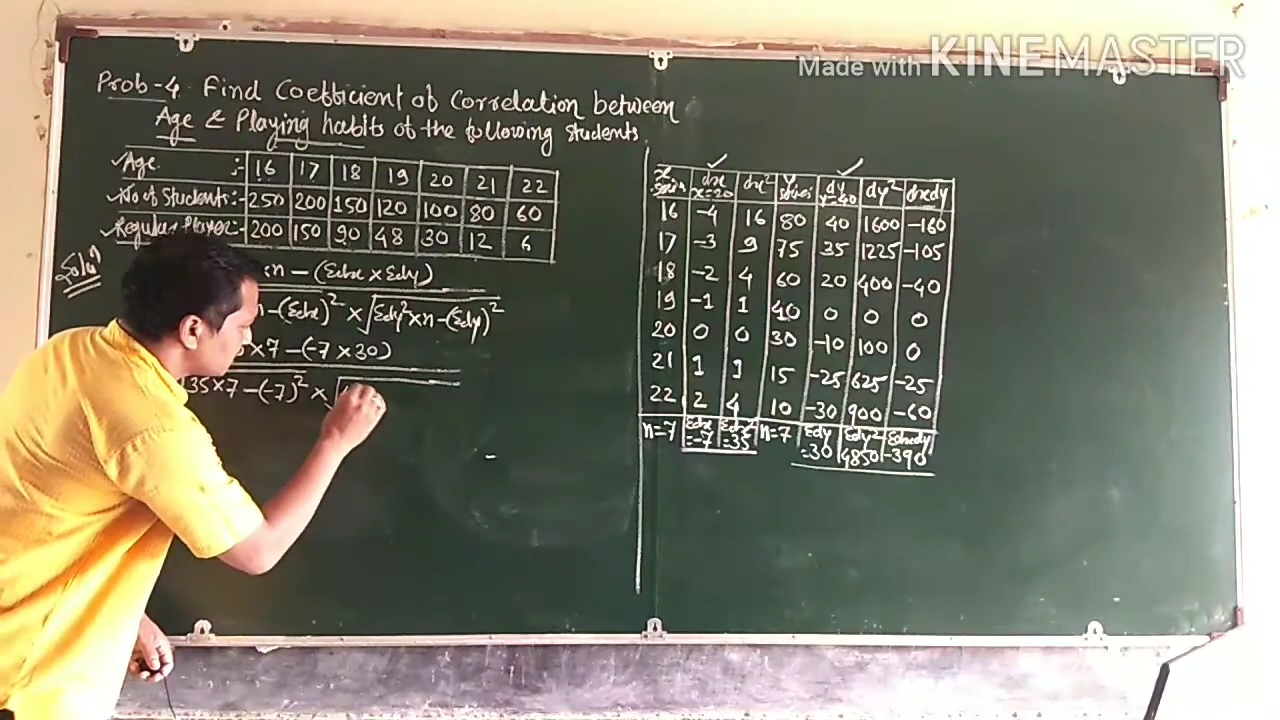 Made with KINEMASTER
Prob-4. Find Coefficient of Correlation between
Age & Playing habits of the following students.
✓Age :- 16 17 18 19 20 21 22
✓No of Students:- 250 200 150 120 100 80 60
✓Regular Player:- 200 150 90 48 30 12 6
Solⁿ
×n - (Σdx × Σdy)
n - (Σdx)² × √Σdy² × n - (Σdy)²
×7 - (-7 × 30)
35×7 - (-7)² × √
x series dx x=20 dx² y series dy y=40 dy² dxdy
16 -4 16 80 40 1600 -160
17 -3 9 75 35 1225 -105
18 -2 4 60 20 400 -40
19 -1 1 40 0 0 0
20 0 0 30 -10 100 0
21 1 1 15 -25 625 -25
22 2 4 10 -30 900 -60
n=7 Σdx =-7 Σdx² =35 n=7 Σdy =30 Σdy² 4850 Σdxdy -390